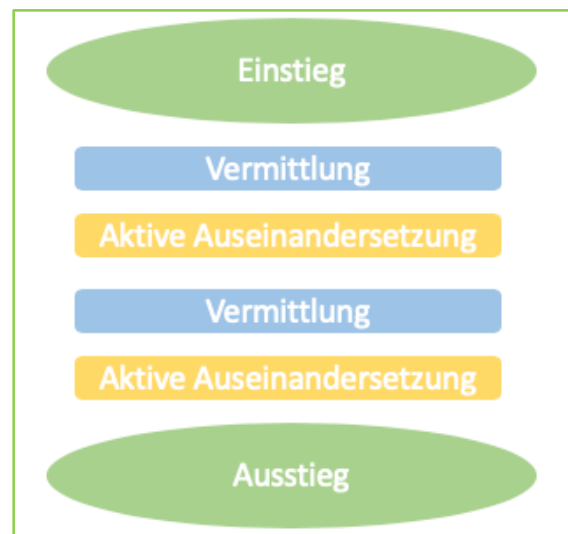 Einstieg
Vermittlung
Aktive Auseinandersetzung
Vermittlung
Aktive Auseinandersetzung
Ausstieg